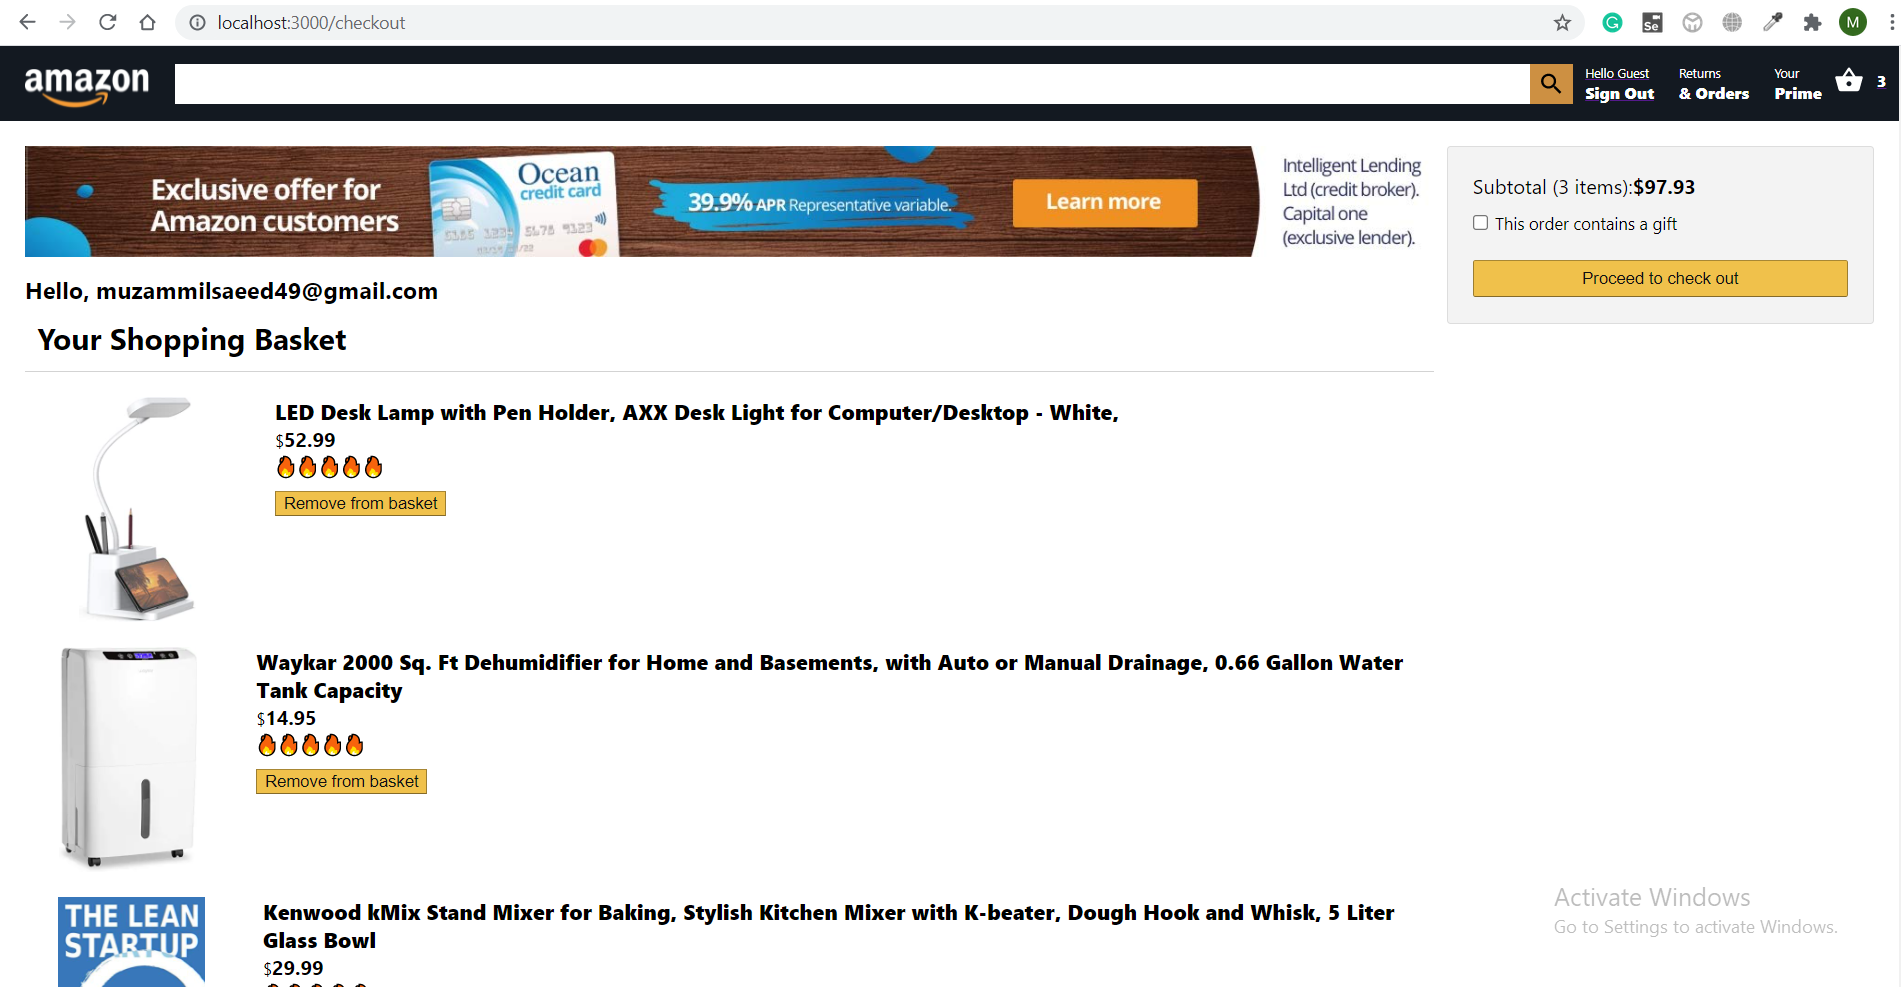 localhost:3000/checkout
M
amazon
Hello Guest
Sign Out
Returns
& Orders
Your
Prime
3
Exclusive offer for
Amazon customers
Ocean
credit card
39.9% APR Representative variable.
Learn more
Intelligent Lending
Ltd (credit broker).
Capital one
(exclusive lender).
Subtotal (3 items):$97.93
This order contains a gift
Proceed to check out
Hello, muzammilsaeed49@gmail.com
Your Shopping Basket
LED Desk Lamp with Pen Holder, AXX Desk Light for Computer/Desktop - White,
$52.99
Remove from basket
Waykar 2000 Sq. Ft Dehumidifier for Home and Basements, with Auto or Manual Drainage, 0.66 Gallon Water
Tank Capacity
$14.95
Remove from basket
THE LEAN
STARTUP
Kenwood kMix Stand Mixer for Baking, Stylish Kitchen Mixer with K-beater, Dough Hook and Whisk, 5 Liter
Glass Bowl
$29.99
Activate Windows
Go to Settings to activate Windows.